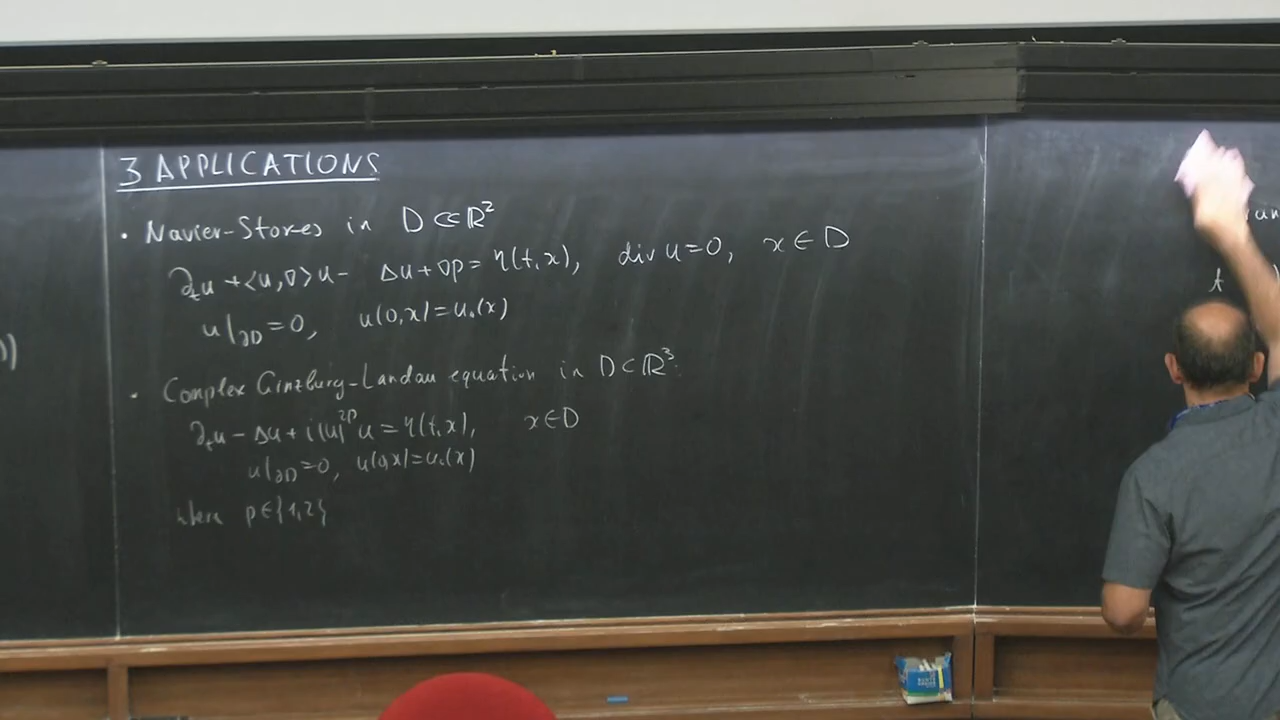 3 APPLICATIONS
• Navier-Stokes in D ⊂⊂ ℝ²
∂ₜu + <u,∇>u - Δu + ∇p = η(t,x), div u = 0, x ∈ D
u|∂D = 0, u(0,x) = u₀(x)
• Complex Ginzburg-Landau equation in D ⊂ ℝ³:
∂ₜu - Δu + i|u|²ᵖu = η(t,x), x ∈ D
u|∂D = 0, u(0,x) = u₀(x)
where p ∈ {1,2}